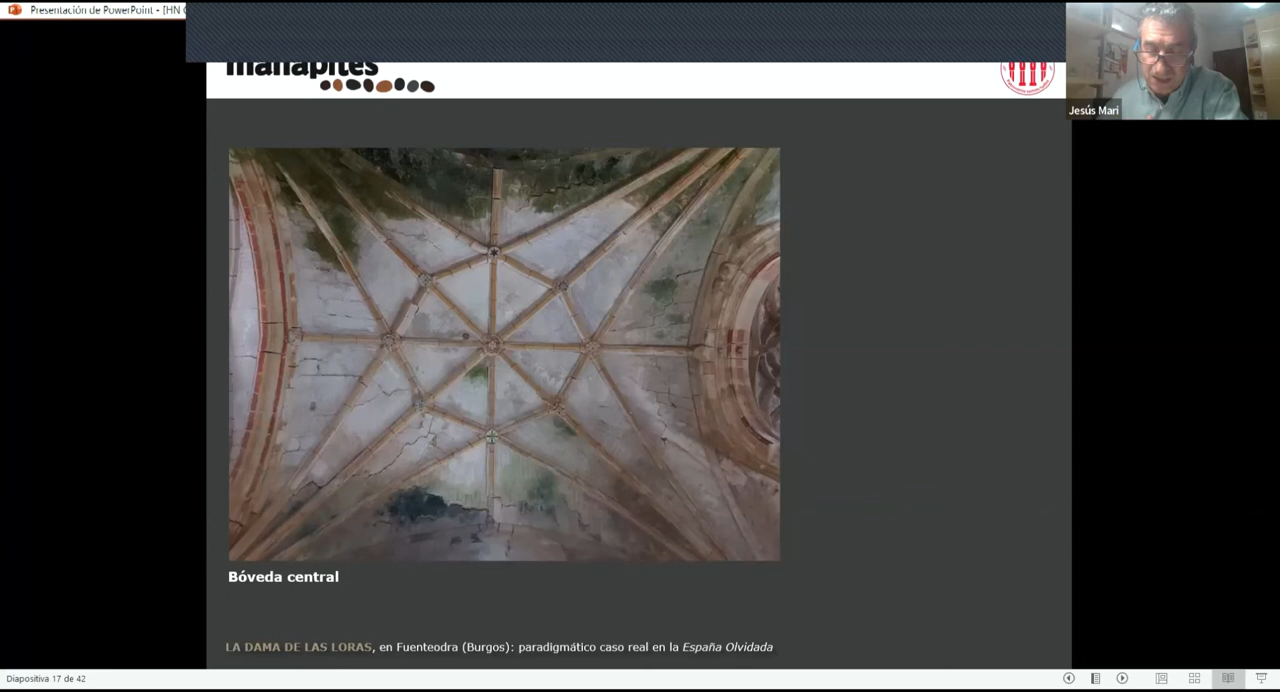 Presentación de PowerPoint - [HN
manapites
Jesús Mari
Bóveda central
LA DAMA DE LAS LORAS, en Fuenteodra (Burgos): paradigmático caso real en la España Olvidada
Diapositiva 17 de 42